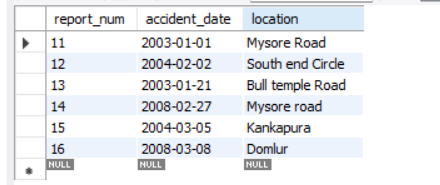 report_num accident_date location
11 2003-01-01 Mysore Road
12 2004-02-02 South end Circle
13 2003-01-21 Bull temple Road
14 2008-02-27 Mysore road
15 2004-03-05 Kankapura
16 2008-03-08 Domlur
NULL NULL NULL